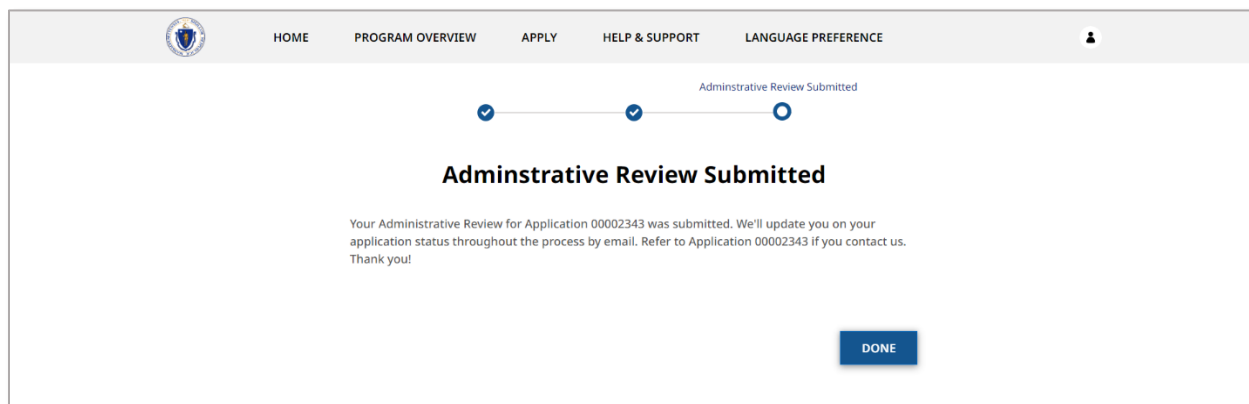 HOME PROGRAM OVERVIEW APPLY HELP & SUPPORT LANGUAGE PREFERENCE
Adminstrative Review Submitted
Adminstrative Review Submitted
Your Administrative Review for Application 00002343 was submitted. We'll update you on your
application status throughout the process by email. Refer to Application 00002343 if you contact us.
Thank you!
DONE